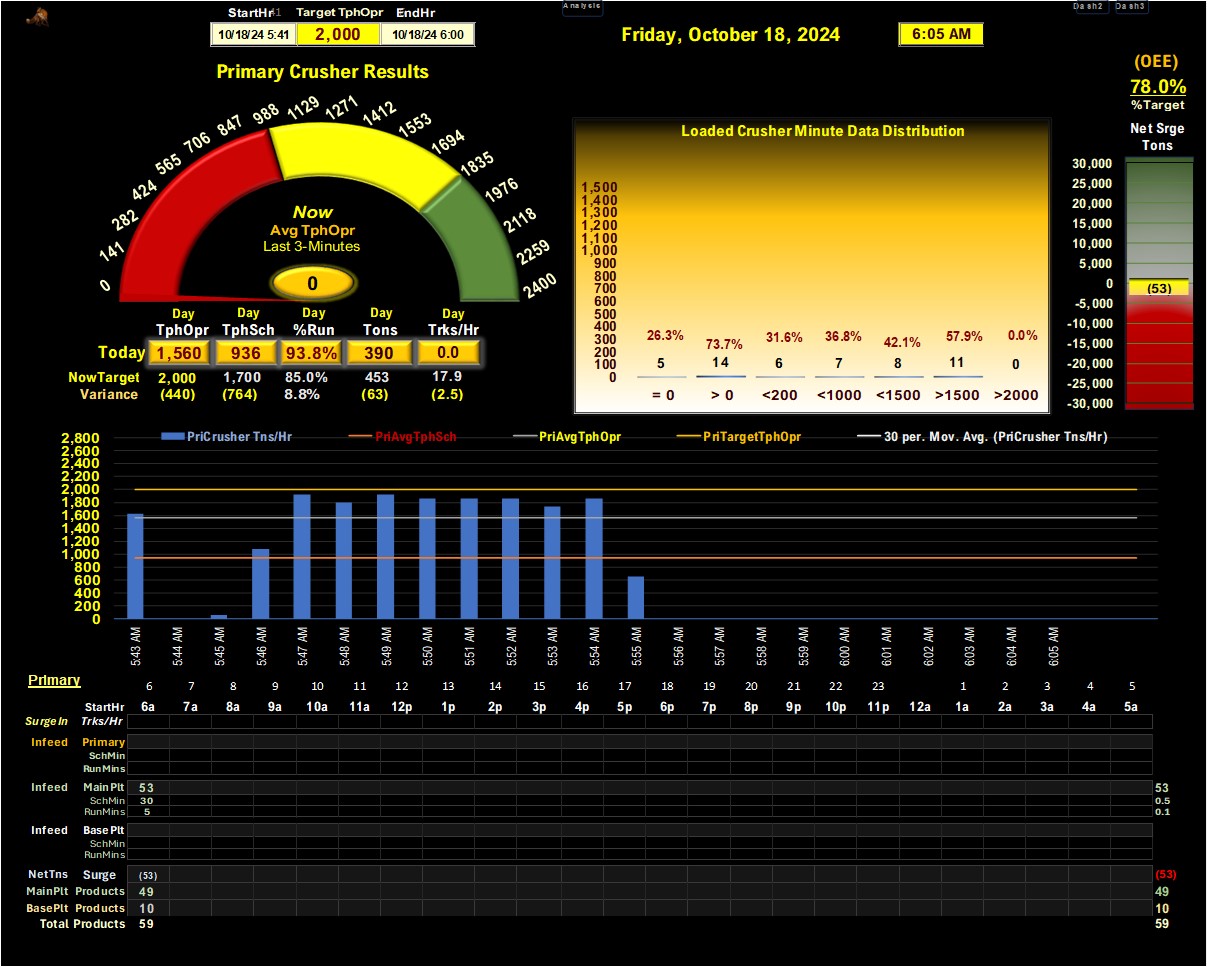 Analysis
Dash2 Dash3
StartHr 41 Target TphOpr EndHr
10/18/24 5:41 2,000 10/18/24 6:00
Friday, October 18, 2024
6:05 AM
(OEE)
78.0%
%Target
Net Srge
Tons
Primary Crusher Results
0 141 282 424 565 706 847 988 1129 1271 1412 1553 1694 1835 1976 2118 2259 2400
Now
Avg TphOpr
Last 3-Minutes
0
Day Day Day Day Day
TphOpr TphSch %Run Tons Trks/Hr
Today 1,560 936 93.8% 390 0.0
NowTarget 2,000 1,700 85.0% 453 17.9
Variance (440) (764) 8.8% (63) (2.5)
Loaded Crusher Minute Data Distribution
1,500
1,400
1,300
1,200
1,100
1,000
900
800
700
600
500
400
300
200
100
0
26.3% 73.7% 31.6% 36.8% 42.1% 57.9% 0.0%
5 14 6 7 8 11 0
= 0 > 0 <200 <1000 <1500 >1500 >2000
30,000
25,000
20,000
15,000
10,000
5,000
0
-5,000
-10,000
-15,000
-20,000
-25,000
-30,000
(53)
PriCrusher Tns/Hr PriAvgTphSch PriAvgTphOpr PriTargetTphOpr 30 per. Mov. Avg. (PriCrusher Tns/Hr)
2,800
2,600
2,400
2,200
2,000
1,800
1,600
1,400
1,200
1,000
800
600
400
200
0
5:43 AM 5:44 AM 5:45 AM 5:46 AM 5:47 AM 5:48 AM 5:49 AM 5:50 AM 5:51 AM 5:52 AM 5:53 AM 5:54 AM 5:55 AM 5:56 AM 5:57 AM 5:58 AM 5:59 AM 6:00 AM 6:01 AM 6:02 AM 6:03 AM 6:04 AM 6:05 AM
Primary
6 7 8 9 10 11 12 13 14 15 16 17 18 19 20 21 22 23 1 2 3 4 5
StartHr 6a 7a 8a 9a 10a 11a 12p 1p 2p 3p 4p 5p 6p 7p 8p 9p 10p 11p 12a 1a 2a 3a 4a 5a
SurgeIn Trks/Hr
Infeed Primary
SchMin
RunMins
Infeed MainPlt 53 53
SchMin 30 0.5
RunMins 5 0.1
Infeed BasePlt
SchMin
RunMins
NetTns Surge (53) (53)
MainPlt Products 49 49
BasePlt Products 10 10
Total Products 59 59